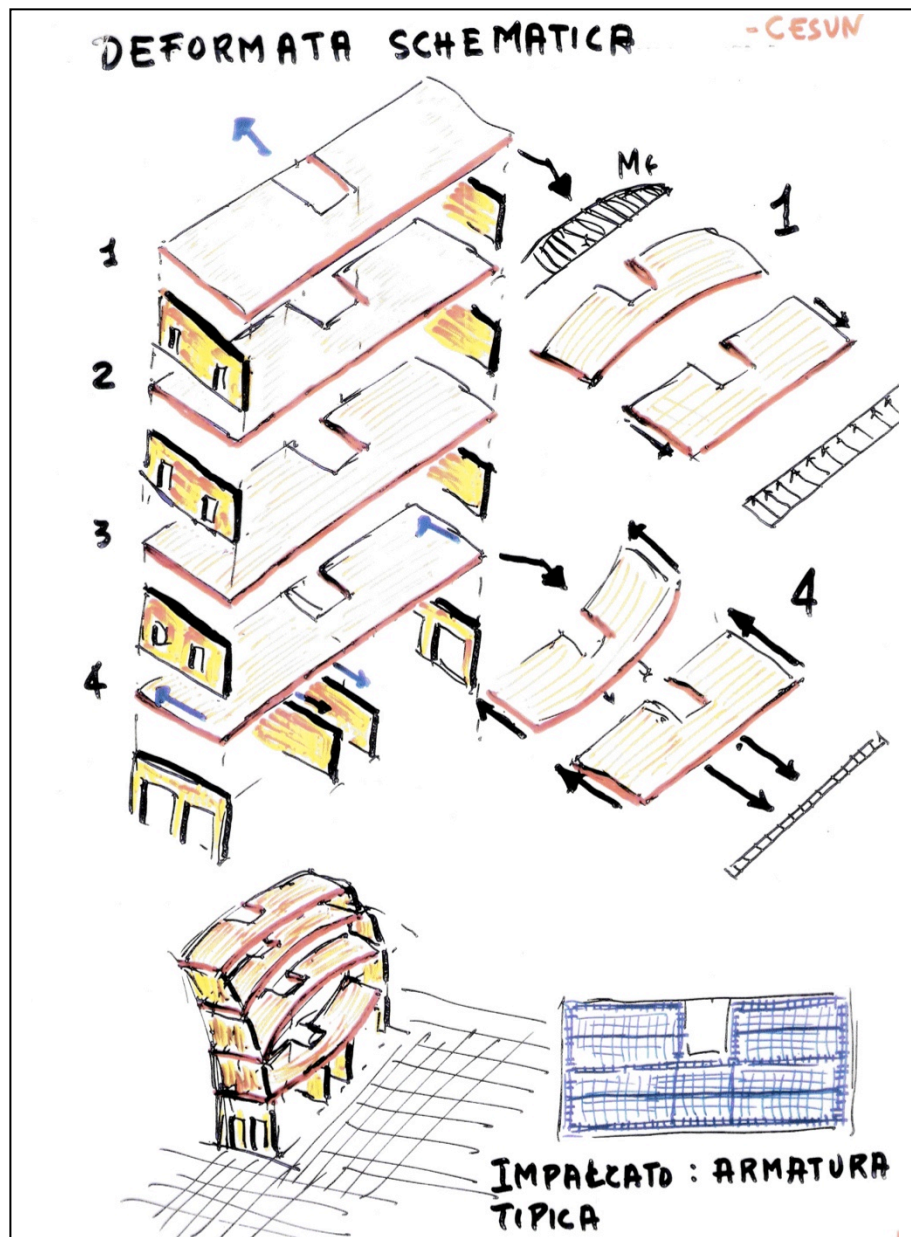 DEFORMATA SCHEMATICA
- CESUN
Mf
1
1
2
3
4
4
IMPALCATO : ARMATURA
TIPICA